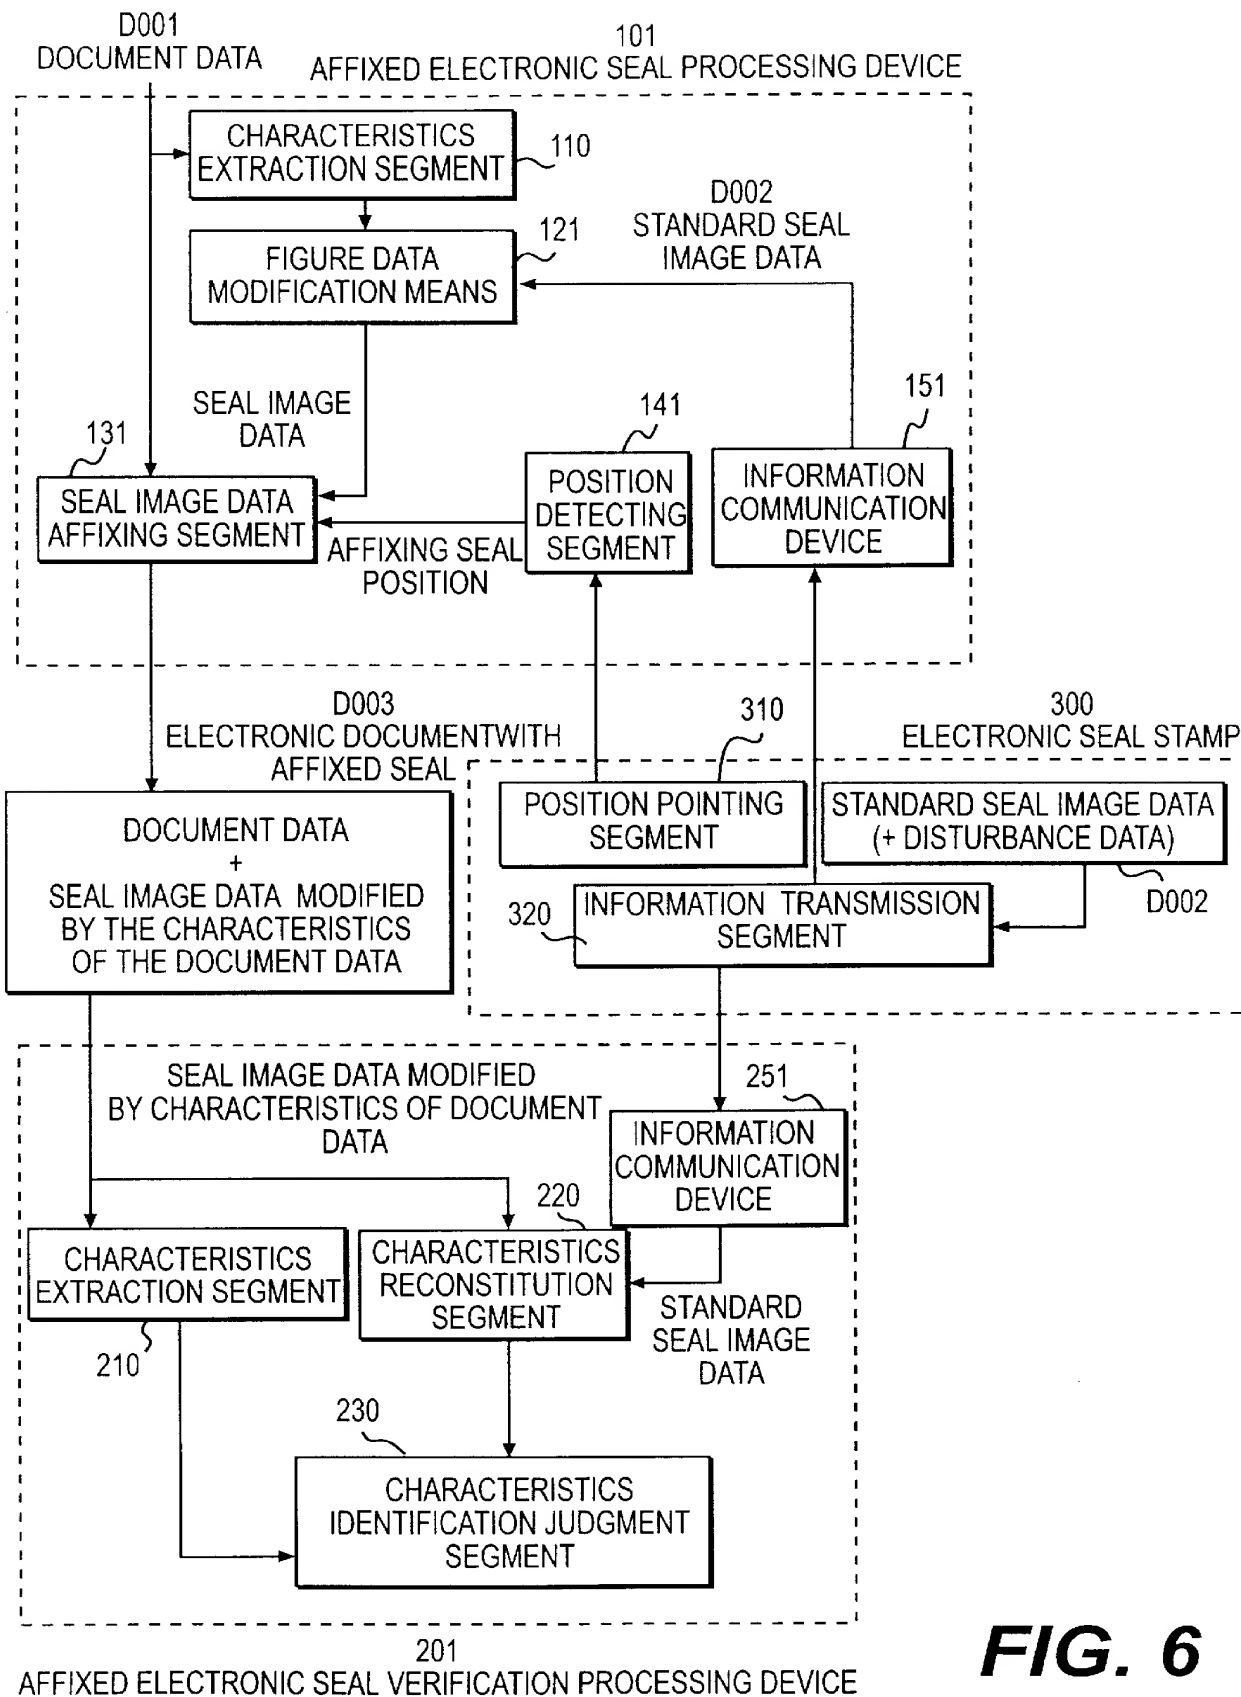 D001
DOCUMENT DATA
101
AFFIXED ELECTRONIC SEAL PROCESSING DEVICE
CHARACTERISTICS
EXTRACTION SEGMENT
110
D002
STANDARD SEAL
IMAGE DATA
FIGURE DATA
MODIFICATION MEANS
121
SEAL IMAGE
DATA
131
SEAL IMAGE DATA
AFFIXING SEGMENT
141
POSITION
DETECTING
SEGMENT
151
INFORMATION
COMMUNICATION
DEVICE
AFFIXING SEAL
POSITION
D003
ELECTRONIC DOCUMENTWITH
AFFIXED SEAL
310
300
ELECTRONIC SEAL STAMP
DOCUMENT DATA
+
SEAL IMAGE DATA MODIFIED
BY THE CHARACTERISTICS
OF THE DOCUMENT DATA
POSITION POINTING
SEGMENT
STANDARD SEAL IMAGE DATA
(+ DISTURBANCE DATA)
D002
320
INFORMATION TRANSMISSION
SEGMENT
SEAL IMAGE DATA MODIFIED
BY CHARACTERISTICS OF DOCUMENT
DATA
251
INFORMATION
COMMUNICATION
DEVICE
220
CHARACTERISTICS
EXTRACTION SEGMENT
210
CHARACTERISTICS
RECONSTITUTION
SEGMENT
STANDARD
SEAL IMAGE
DATA
230
CHARACTERISTICS
IDENTIFICATION JUDGMENT
SEGMENT
201
AFFIXED ELECTRONIC SEAL VERIFICATION PROCESSING DEVICE
FIG. 6